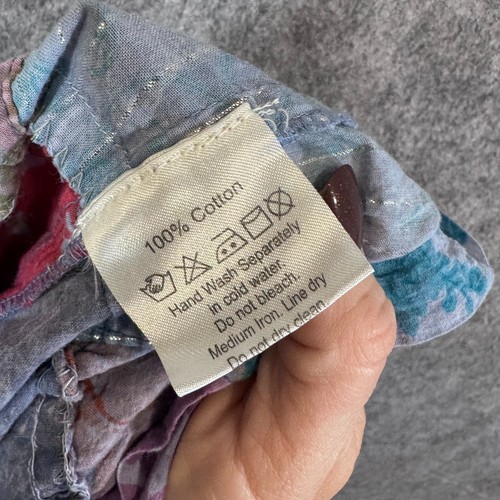 100% Cotton
Hand Wash Separately
in cold water.
Do not bleach.
Medium Iron. Line dry
Do not dry clean.